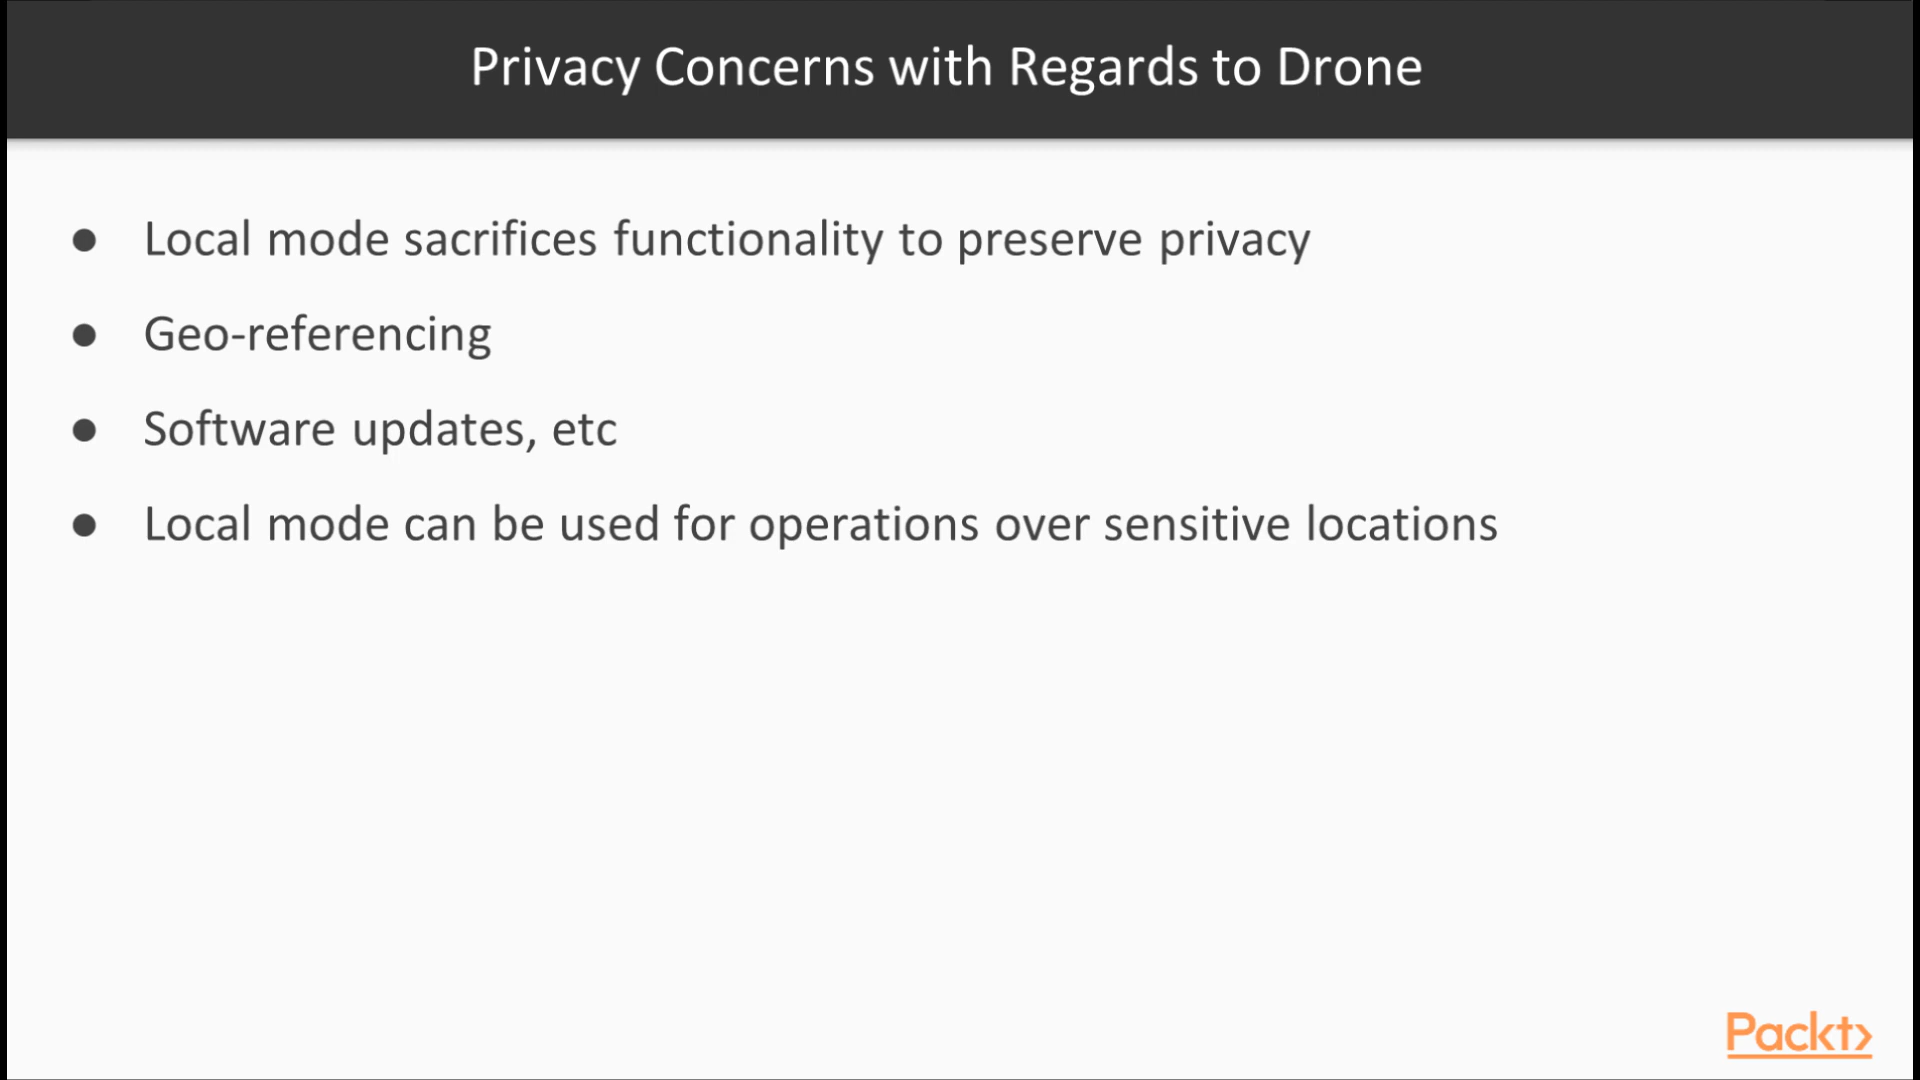 Privacy Concerns with Regards to Drone
● Local mode sacrifices functionality to preserve privacy
● Geo-referencing
● Software updates, etc
● Local mode can be used for operations over sensitive locations
Packt>